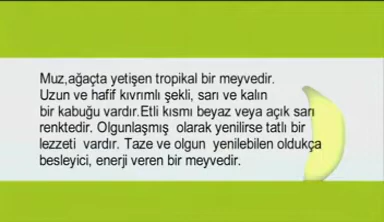 Muz,ağaçta yetişen tropikal bir meyvedir.
Uzun ve hafif kıvrımlı şekli, sarı ve kalın
bir kabuğu vardır.Etli kısmı beyaz veya açık sarı
renktedir. Olgunlaşmış olarak yenilirse tatlı bir
lezzeti vardır. Taze ve olgun yenilebilen oldukça
besleyici, enerji veren bir meyvedir.